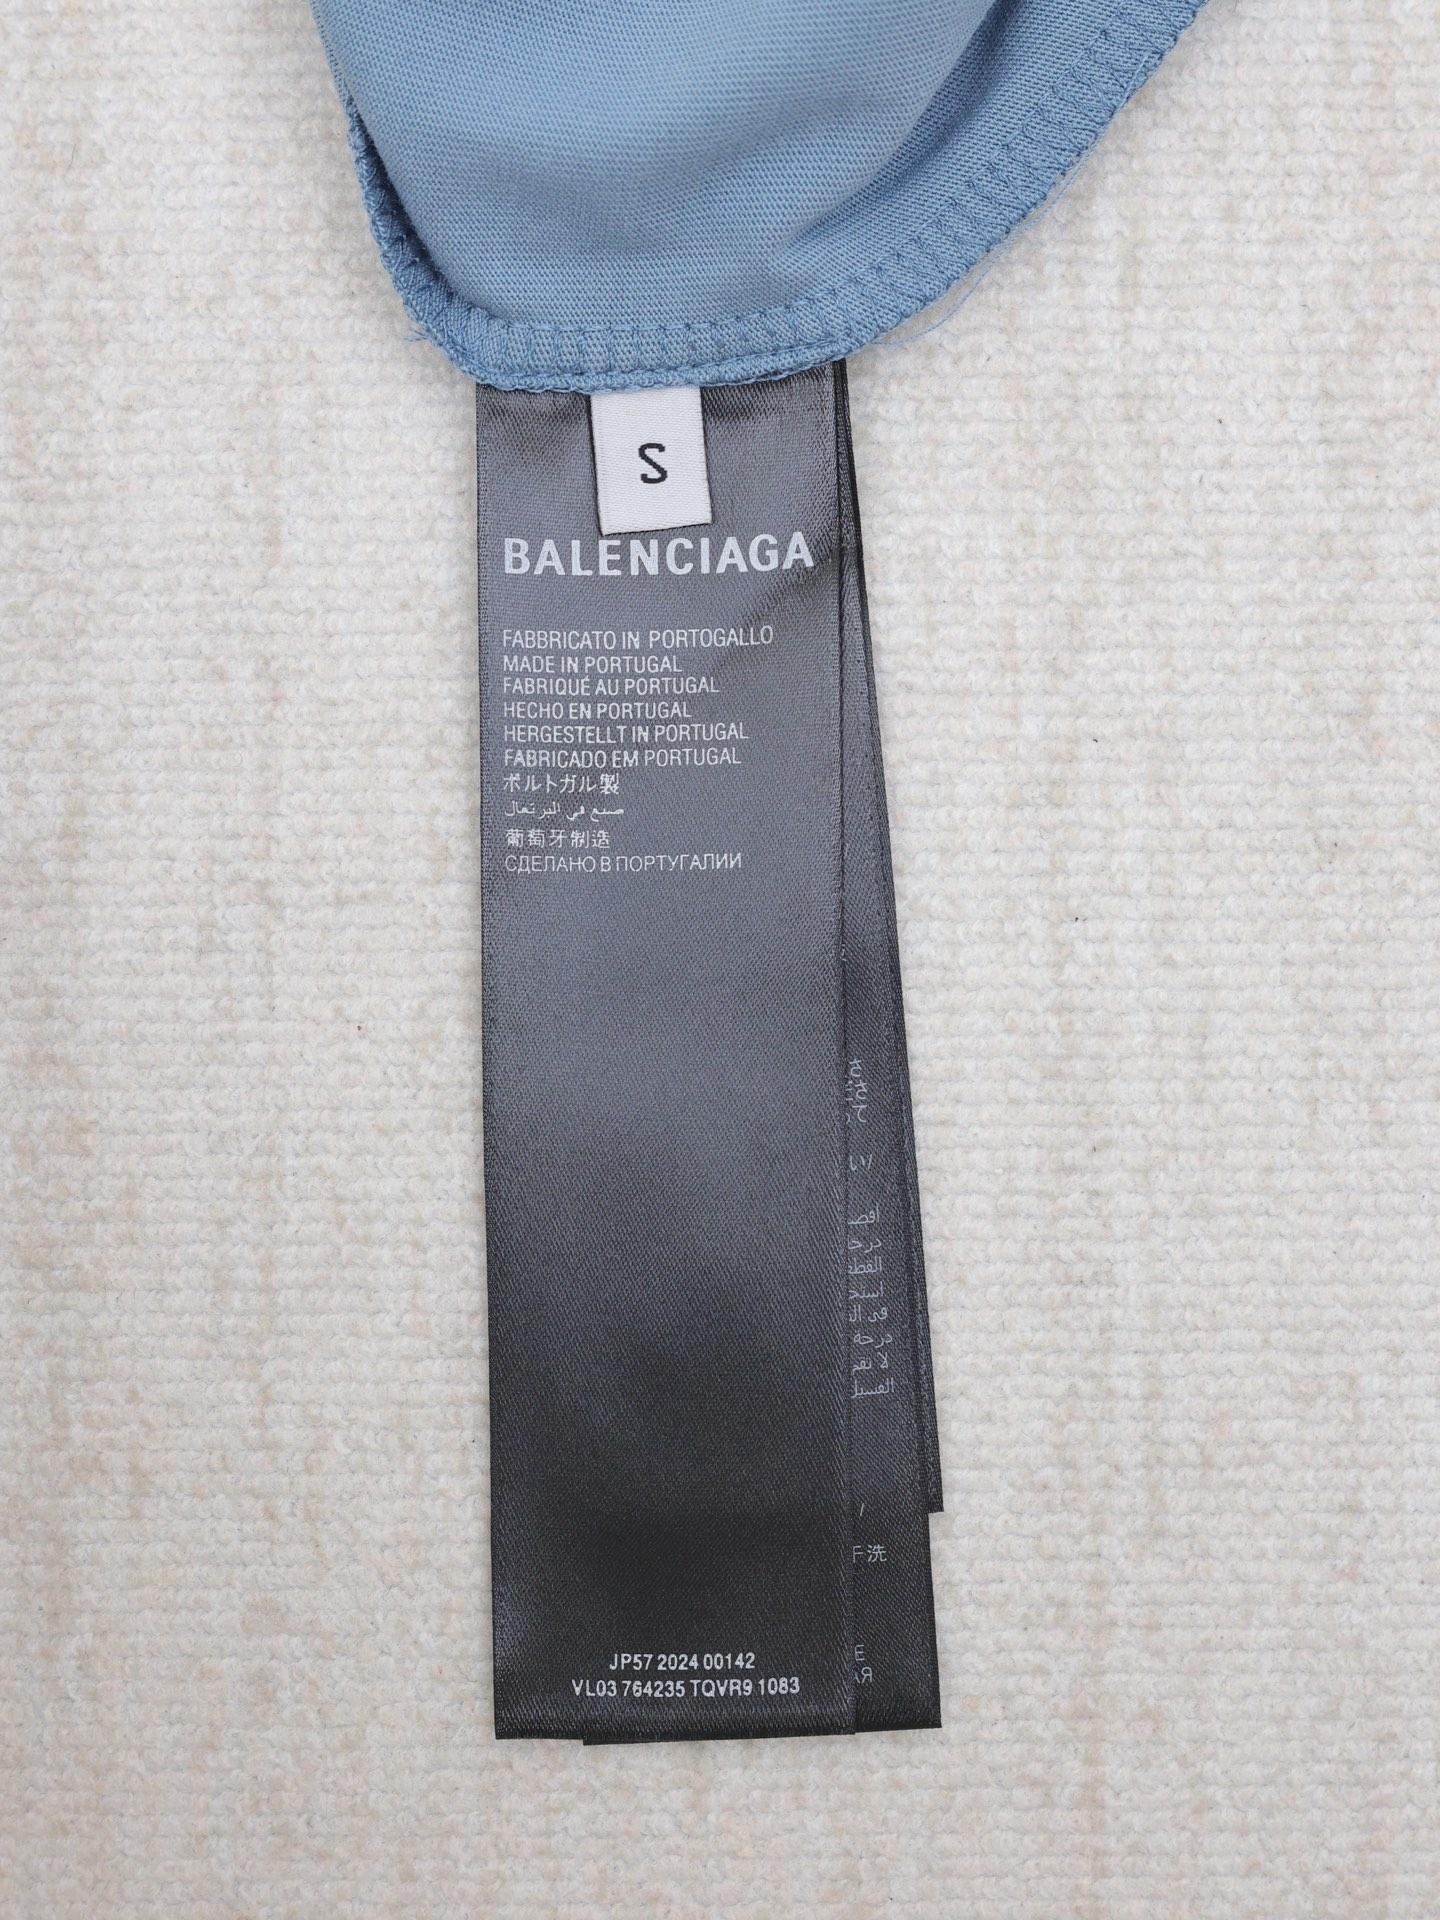 S
BALENCIAGA
FABBRICATO IN PORTOGALLO
MADE IN PORTUGAL
FABRIQUÉ AU PORTUGAL
HECHO EN PORTUGAL
HERGESTELLT IN PORTUGAL
FABRICADO EM PORTUGAL
ポルトガル製
صنع في البرتغال
葡萄牙制造
СДЕЛАНО В ПОРТУГАЛИИ
JP57 2024 00142
VL03 764235 TQVR9 1083
洗